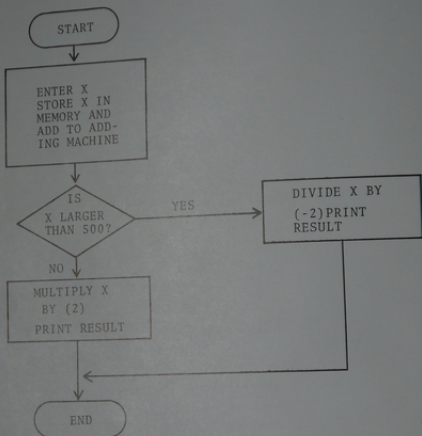 START
ENTER X
STORE X IN
MEMORY AND
ADD TO ADD-
ING MACHINE
IS
X LARGER
THAN 500?
YES
DIVIDE X BY
(-2)PRINT
RESULT
NO
MULTIPLY X
BY (2)
PRINT RESULT
END